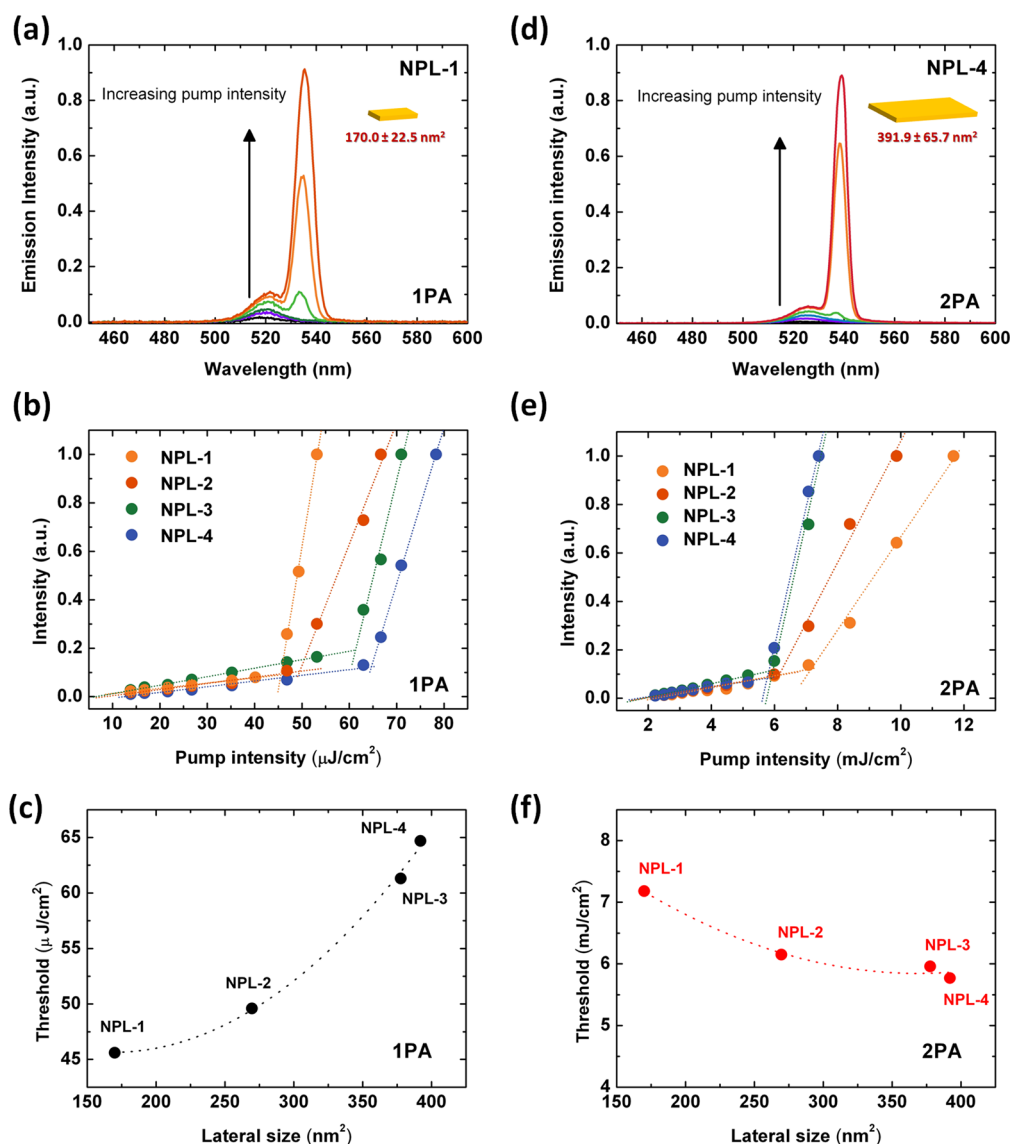 (a)
1.0
0.8
0.6
0.4
0.2
0.0
Emission Intensity (a.u.)
NPL-1
Increasing pump intensity
170.0 ± 22.5 nm²
1PA
460 480 500 520 540 560 580 600
Wavelength (nm)
(d)
1.0
0.8
0.6
0.4
0.2
0.0
Emission intensity (a.u.)
NPL-4
Increasing pump intensity
391.9 ± 65.7 nm²
2PA
460 480 500 520 540 560 580 600
Wavelength (nm)
(b)
1.0
0.8
0.6
0.4
0.2
0.0
Intensity (a.u.)
NPL-1
NPL-2
NPL-3
NPL-4
1PA
10 20 30 40 50 60 70 80
Pump intensity (μJ/cm²)
(e)
1.0
0.8
0.6
0.4
0.2
0.0
Intensity (a.u.)
NPL-1
NPL-2
NPL-3
NPL-4
2PA
2 4 6 8 10 12
Pump intensity (mJ/cm²)
(c)
65
60
55
50
45
Threshold (μ J/cm²)
NPL-4
NPL-3
NPL-2
NPL-1
1PA
150 200 250 300 350 400
Lateral size (nm²)
(f)
8
7
6
5
4
Threshold (mJ/cm²)
NPL-1
NPL-2
NPL-3
NPL-4
2PA
150 200 250 300 350 400
Lateral size (nm²)